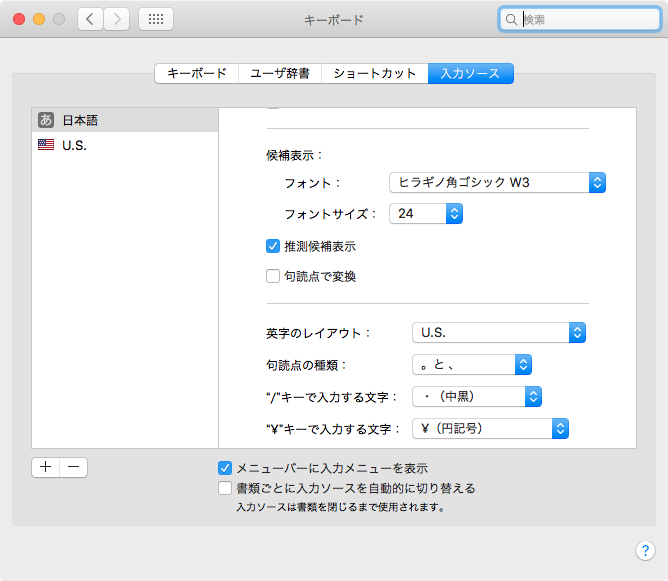 キーボード
検索
キーボード
ユーザ辞書
ショートカット
入力ソース
あ 日本語
U.S.
候補表示：
フォント： ヒラギノ角ゴシック W3
フォントサイズ： 24
推測候補表示
句読点で変換
英字のレイアウト： U.S.
句読点の種類： 。と 、
“/”キーで入力する文字： ・（中黒）
“¥”キーで入力する文字： ¥（円記号）
+ −
メニューバーに入力メニューを表示
書類ごとに入力ソースを自動的に切り替える
入力ソースは書類を閉じるまで使用されます。
?